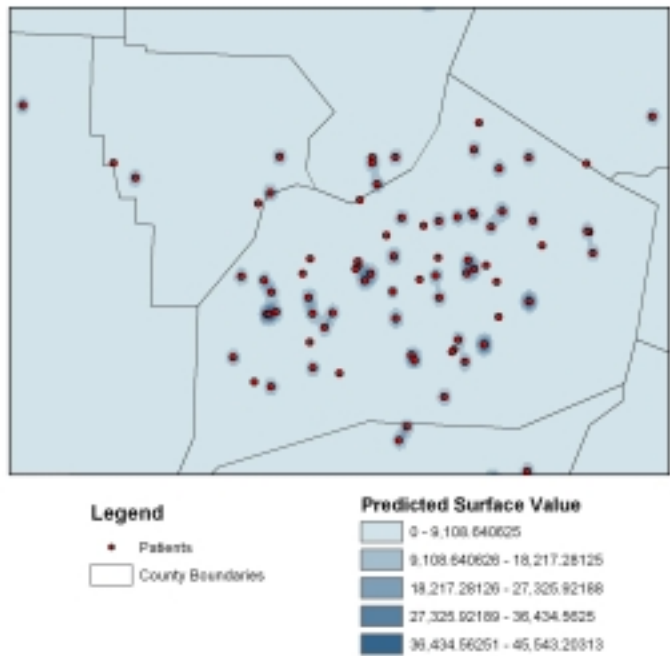 Legend
Patients
County Boundaries
Predicted Surface Value
0 - 9,108.640625
9,108.640626 - 18,217.28125
18,217.28126 - 27,325.92188
27,325.92189 - 36,434.5625
36,434.56251 - 45,543.20313